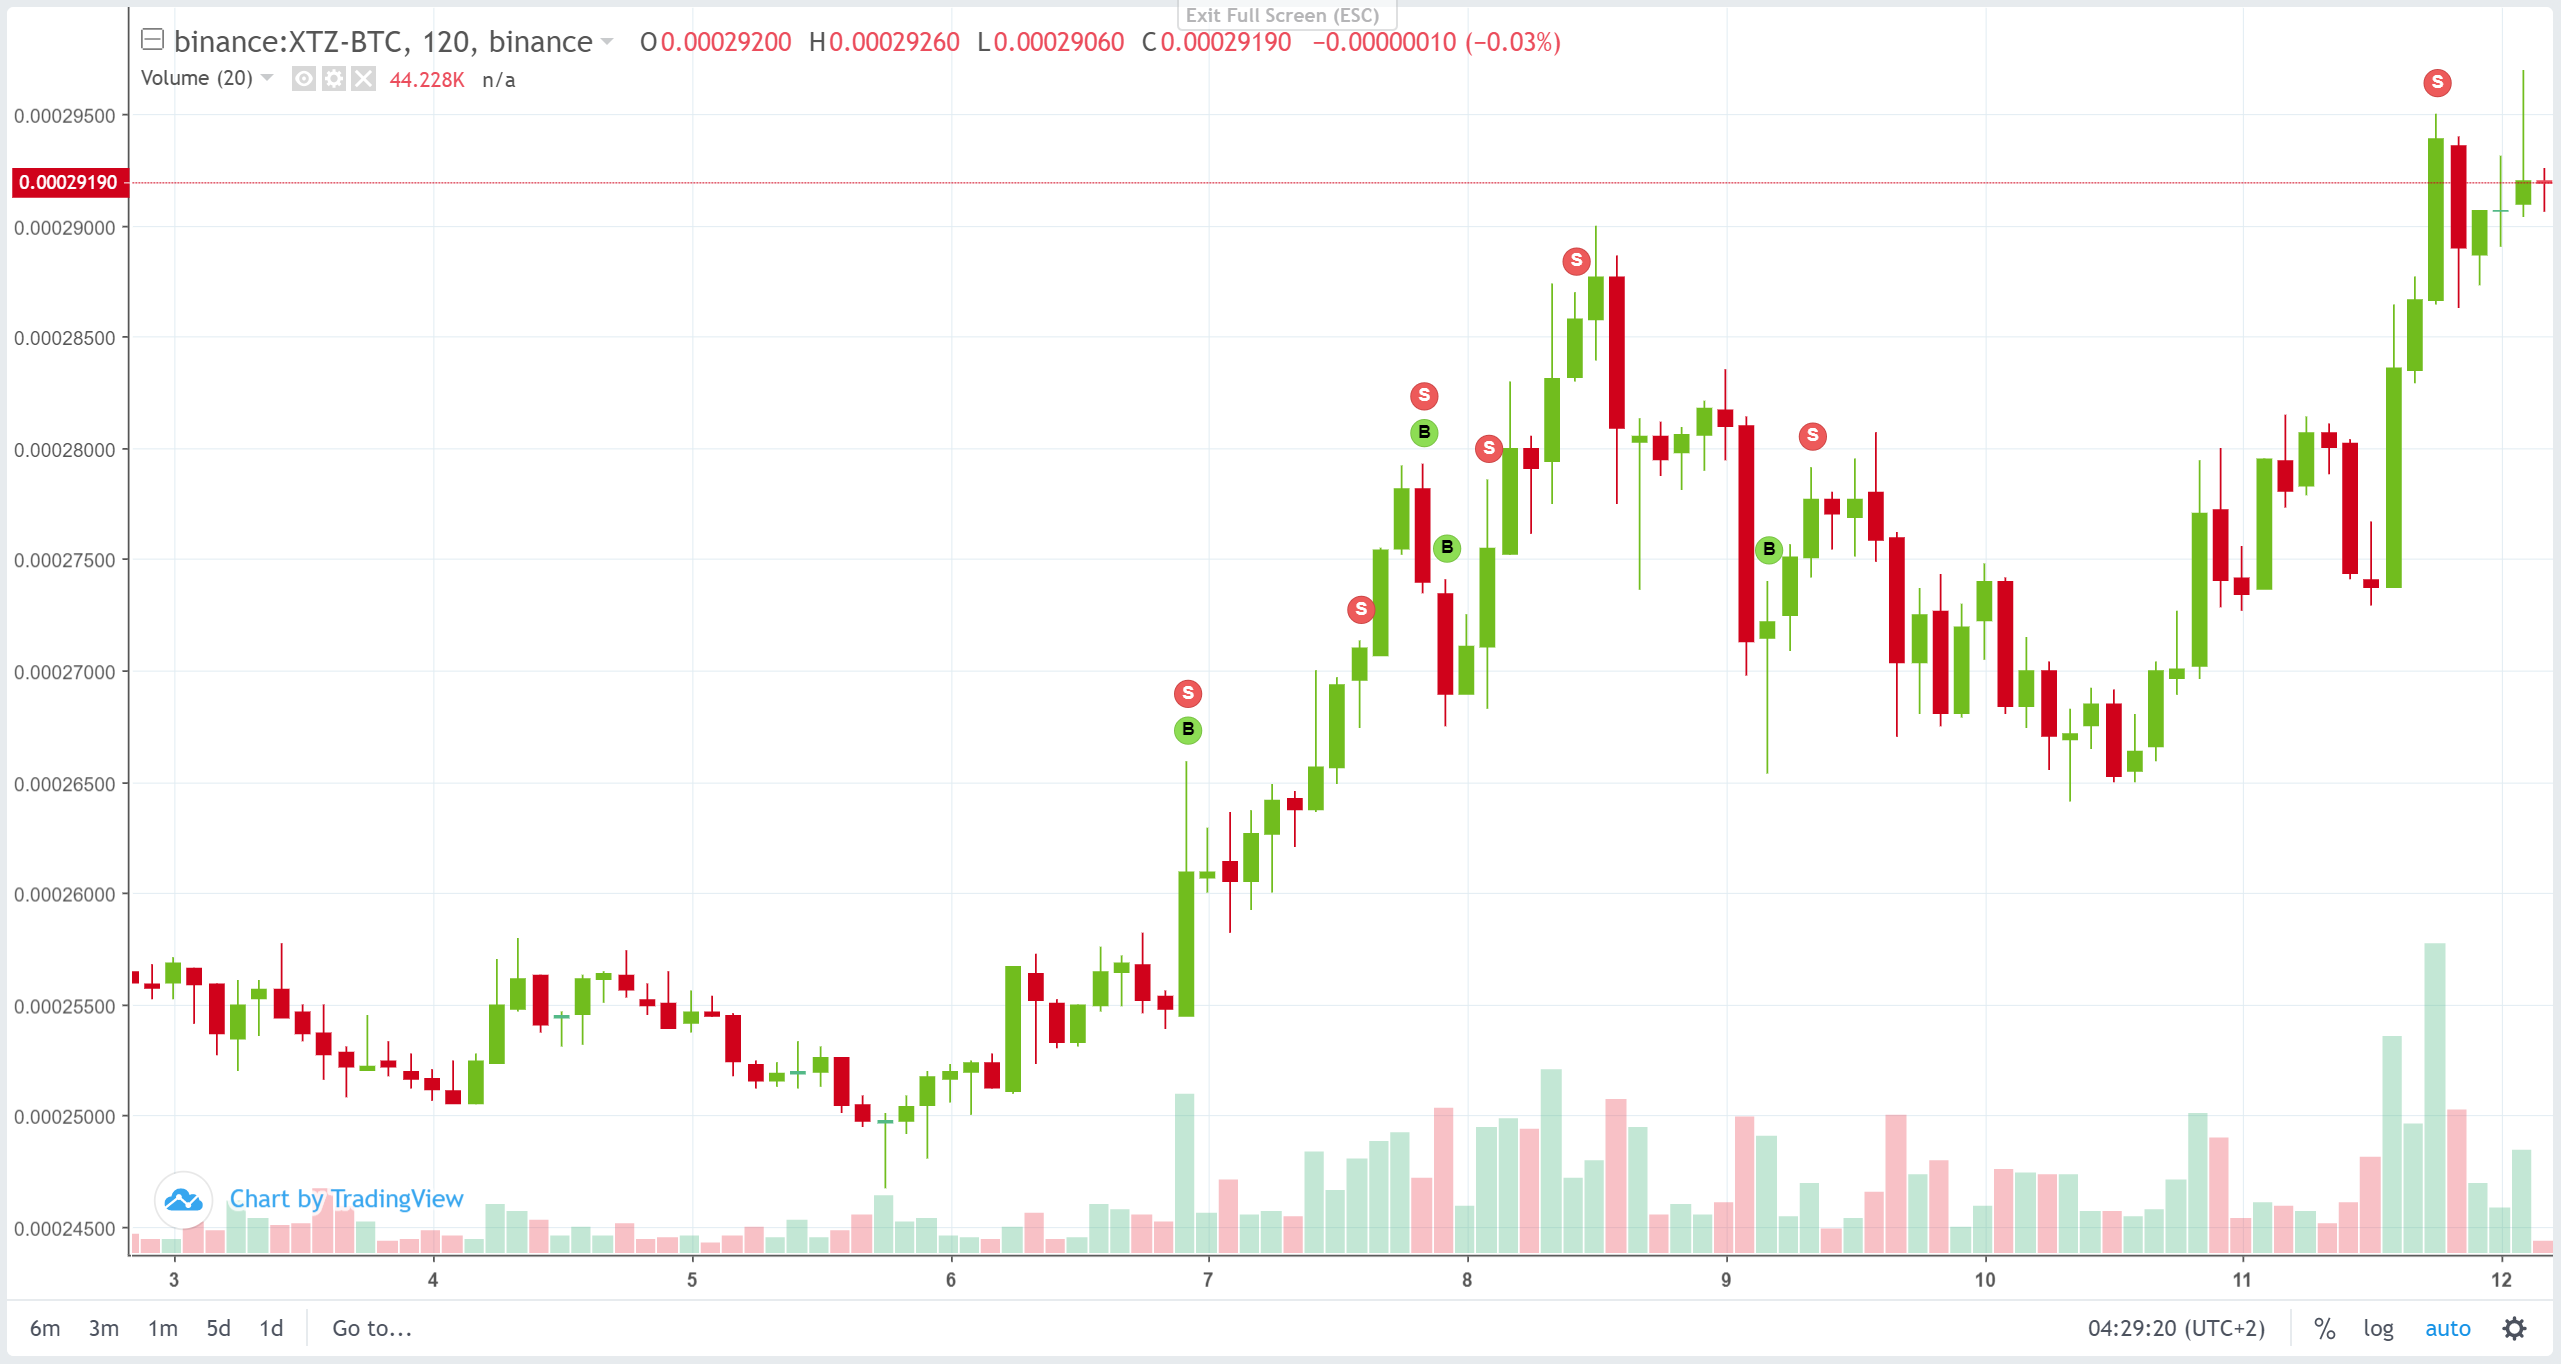 Exit Full Screen (ESC)
binance:XTZ-BTC, 120, binance O0.00029200 H0.00029260 L0.00029060 C0.00029190 −0.00000010 (−0.03%)
Volume (20) 44.228K n/a
S
0.00029500
0.00029190
0.00029000
S
0.00028500
S
B
S
S
0.00028000
B
B
0.00027500
S
0.00027000
S
B
0.00026500
0.00026000
0.00025500
0.00025000
Chart by TradingView
0.00024500
3 4 5 6 7 8 9 10 11 12
6m 3m 1m 5d 1d Go to... 04:29:20 (UTC+2) % log auto